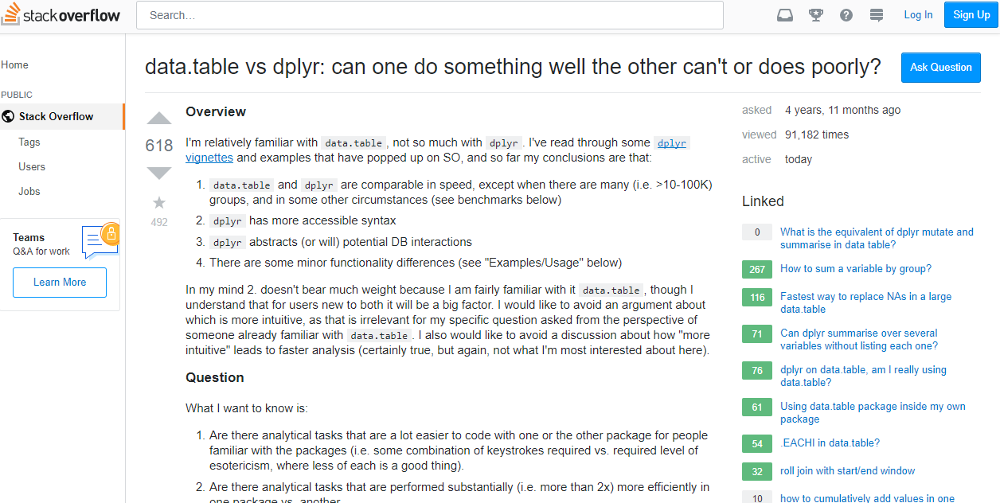 stackoverflow
Search…
Log In
Sign Up
Home
PUBLIC
Stack Overflow
Tags
Users
Jobs
Teams
Q&A for work
Learn More
data.table vs dplyr: can one do something well the other can't or does poorly?
Ask Question
618
492
Overview
I'm relatively familiar with data.table, not so much with dplyr. I've read through some dplyr
vignettes and examples that have popped up on SO, and so far my conclusions are that:
1. data.table and dplyr are comparable in speed, except when there are many (i.e. >10-100K)
groups, and in some other circumstances (see benchmarks below)
2. dplyr has more accessible syntax
3. dplyr abstracts (or will) potential DB interactions
4. There are some minor functionality differences (see "Examples/Usage" below)
In my mind 2. doesn't bear much weight because I am fairly familiar with it data.table, though I
understand that for users new to both it will be a big factor. I would like to avoid an argument about
which is more intuitive, as that is irrelevant for my specific question asked from the perspective of
someone already familiar with data.table. I also would like to avoid a discussion about how "more
intuitive" leads to faster analysis (certainly true, but again, not what I'm most interested about here).
Question
What I want to know is:
1. Are there analytical tasks that are a lot easier to code with one or the other package for people
familiar with the packages (i.e. some combination of keystrokes required vs. required level of
esotericism, where less of each is a good thing).
2. Are there analytical tasks that are performed substantially (i.e. more than 2x) more efficiently in
one package vs. another.
asked 4 years, 11 months ago
viewed 91,182 times
active today
Linked
0 What is the equivalent of dplyr mutate and
summarise in data table?
267 How to sum a variable by group?
116 Fastest way to replace NAs in a large
data.table
71 Can dplyr summarise over several
variables without listing each one?
76 dplyr on data.table, am I really using
data.table?
61 Using data.table package inside my own
package
54 .EACHI in data.table?
32 roll join with start/end window
10 how to cumulatively add values in one